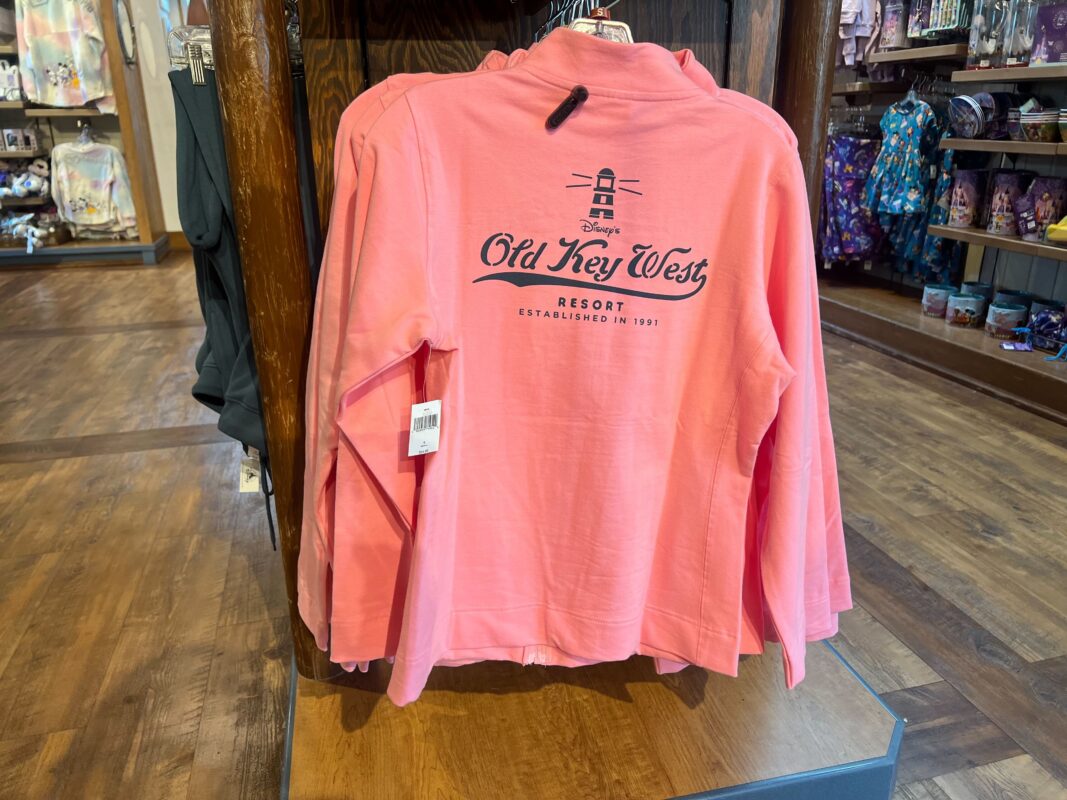 S
Disney's
Old Key West
RESORT
ESTABLISHED IN 1991